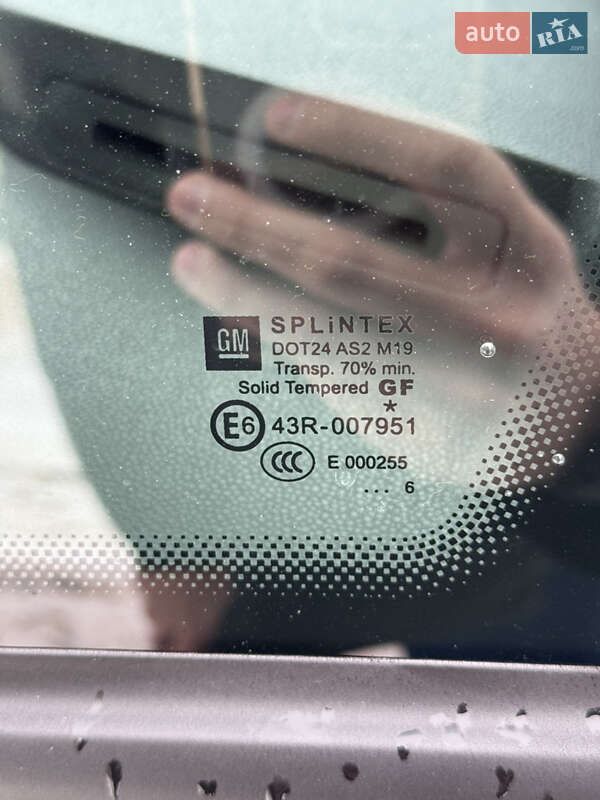 auto RIA .com
GM SPLiNTEX
DOT24 AS2 M19
Transp. 70% min.
Solid Tempered GF
*
E6 43R-007951
CCC E 000255
... 6